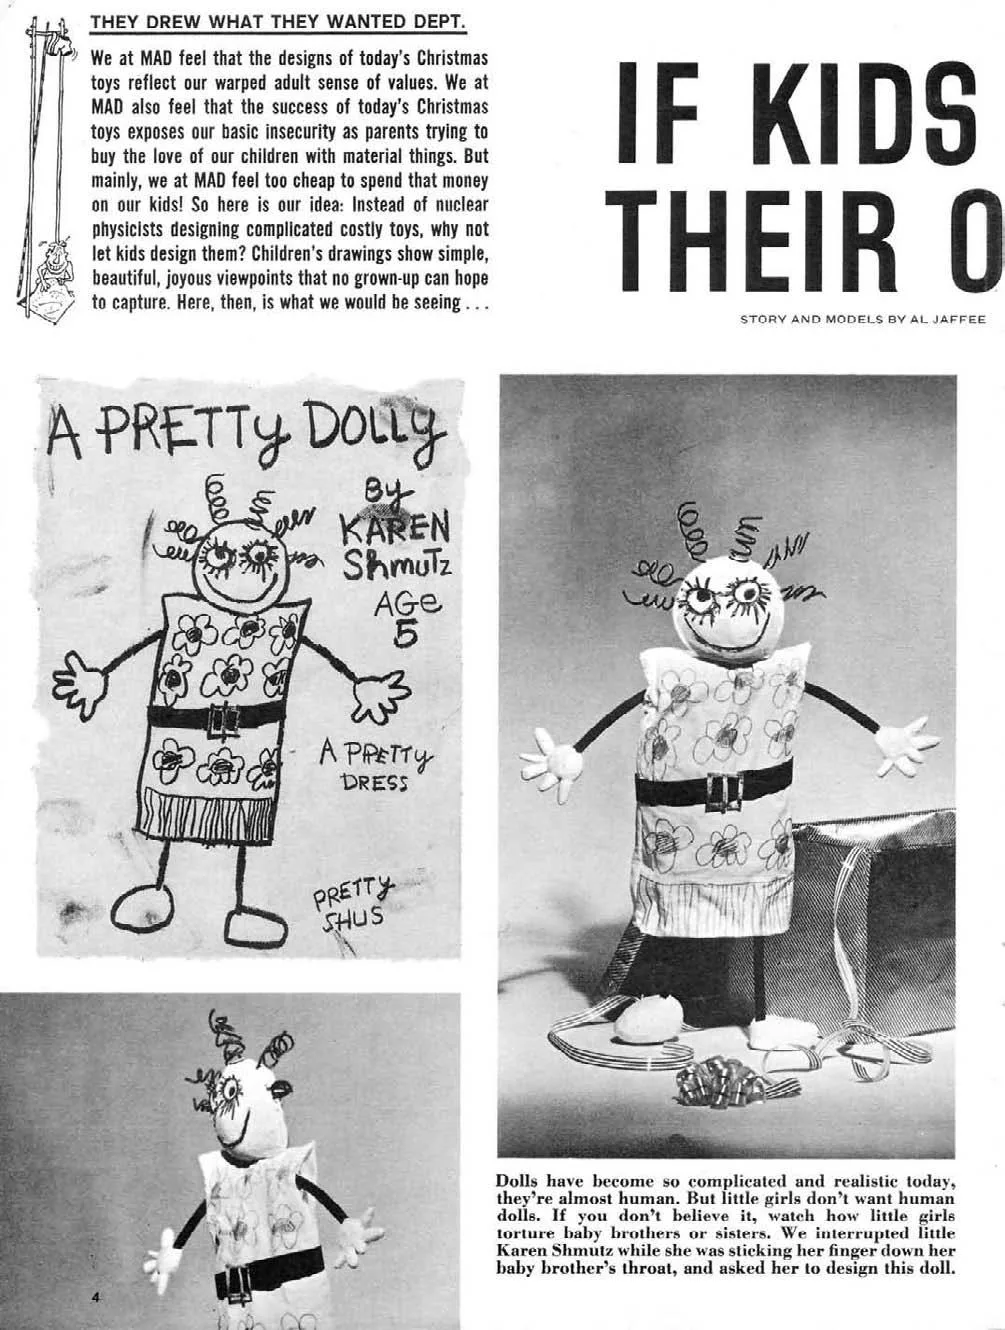 THEY DREW WHAT THEY WANTED DEPT.
We at MAD feel that the designs of today's Christmas
toys reflect our warped adult sense of values. We at
MAD also feel that the success of today's Christmas
toys exposes our basic insecurity as parents trying to
buy the love of our children with material things. But
mainly, we at MAD feel too cheap to spend that money
on our kids! So here is our idea: Instead of nuclear
physicists designing complicated costly toys, why not
let kids design them? Children's drawings show simple,
beautiful, joyous viewpoints that no grown-up can hope
to capture. Here, then, is what we would be seeing . . .
IF KIDS
THEIR O
STORY AND MODELS BY AL JAFFEE
A PRETTy DOLLy
By
KAREN
ShmuTz
AGe
5
A PRETTy
DRESS
PRETTy
SHUS
Dolls have become so complicated and realistic today,
they're almost human. But little girls don't want human
dolls. If you don't believe it, watch how little girls
torture baby brothers or sisters. We interrupted little
Karen Shmutz while she was sticking her finger down her
baby brother's throat, and asked her to design this doll.
4